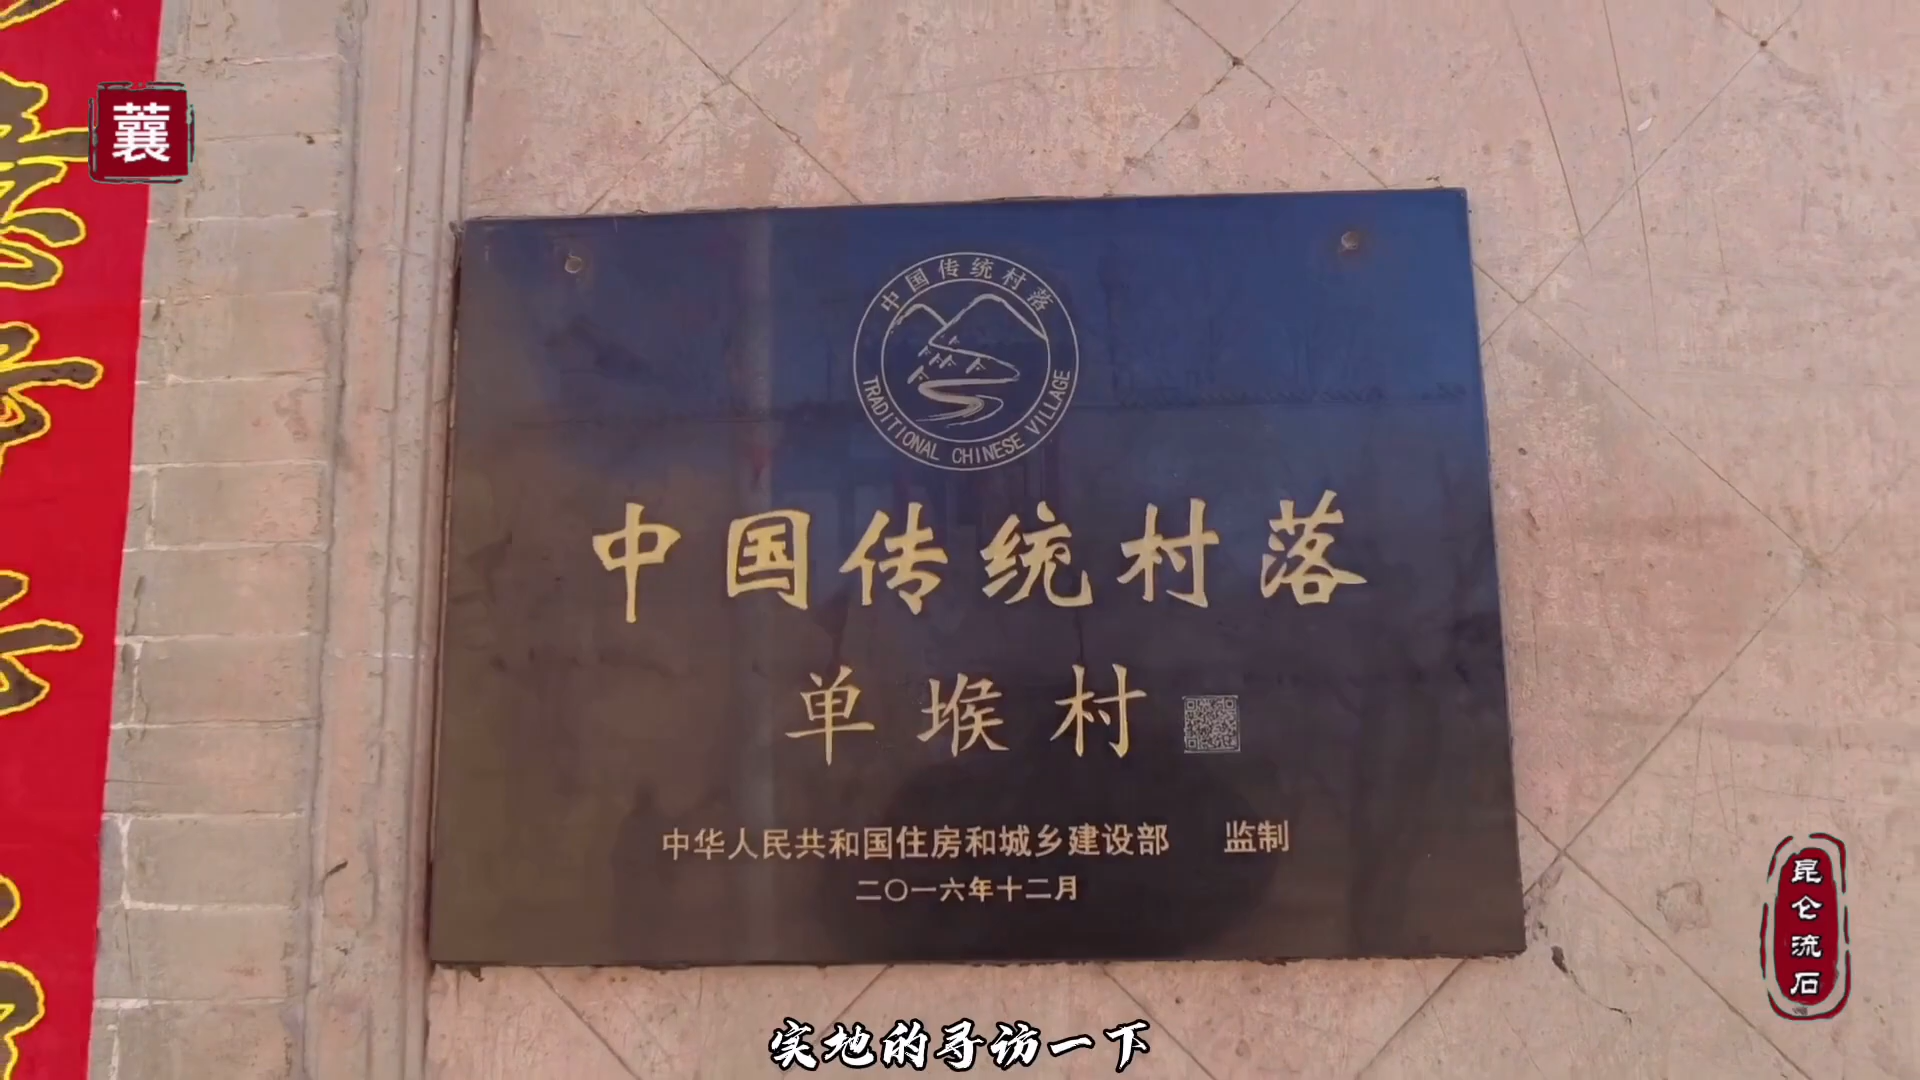 蘘
中国传统村落
TRADITIONAL CHINESE VILLAGE
中国传统村落
单堠村
中华人民共和国住房和城乡建设部 监制
二〇一六年十二月
昆仑流石
实地的寻访一下